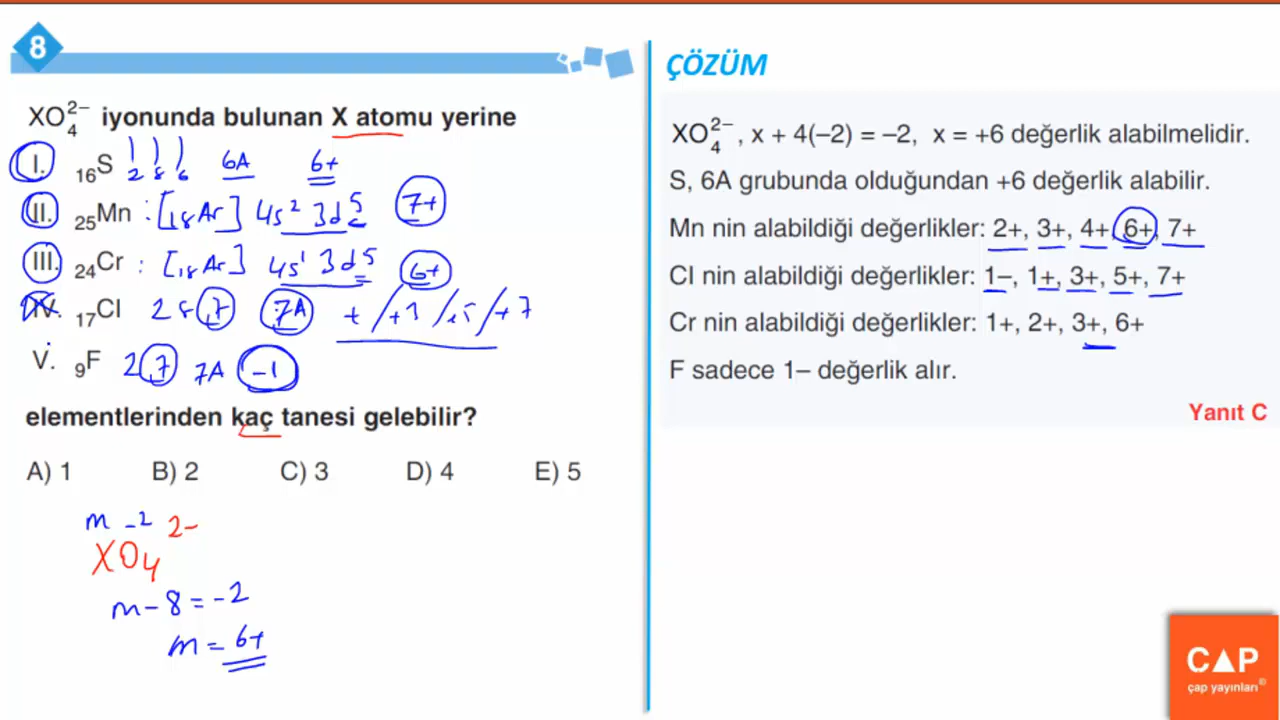 8
XO₄²⁻ iyonunda bulunan X atomu yerine
I. ₁₆S 2 8 6 6A 6+
II. ₂₅Mn : [₁₈Ar] 4s² 3d⁵ 7+
III. ₂₄Cr : [₁₈Ar] 4s¹ 3d⁵ 6+
IV. ₁₇Cl 2 8 7 7A + / +3 / +5 / +7
V. ₉F 2 7 7A -1
elementlerinden kaç tanesi gelebilir?
A) 1 B) 2 C) 3 D) 4 E) 5
m -2 2-
XO₄
m - 8 = -2
m = 6+
ÇÖZÜM
XO₄²⁻ , x + 4(–2) = –2, x = +6 değerlik alabilmelidir.
S, 6A grubunda olduğundan +6 değerlik alabilir.
Mn nin alabildiği değerlikler: 2+, 3+, 4+, 6+, 7+
Cl nin alabildiği değerlikler: 1–, 1+, 3+, 5+, 7+
Cr nin alabildiği değerlikler: 1+, 2+, 3+, 6+
F sadece 1– değerlik alır.
Yanıt C
ÇAP
çap yayınları®